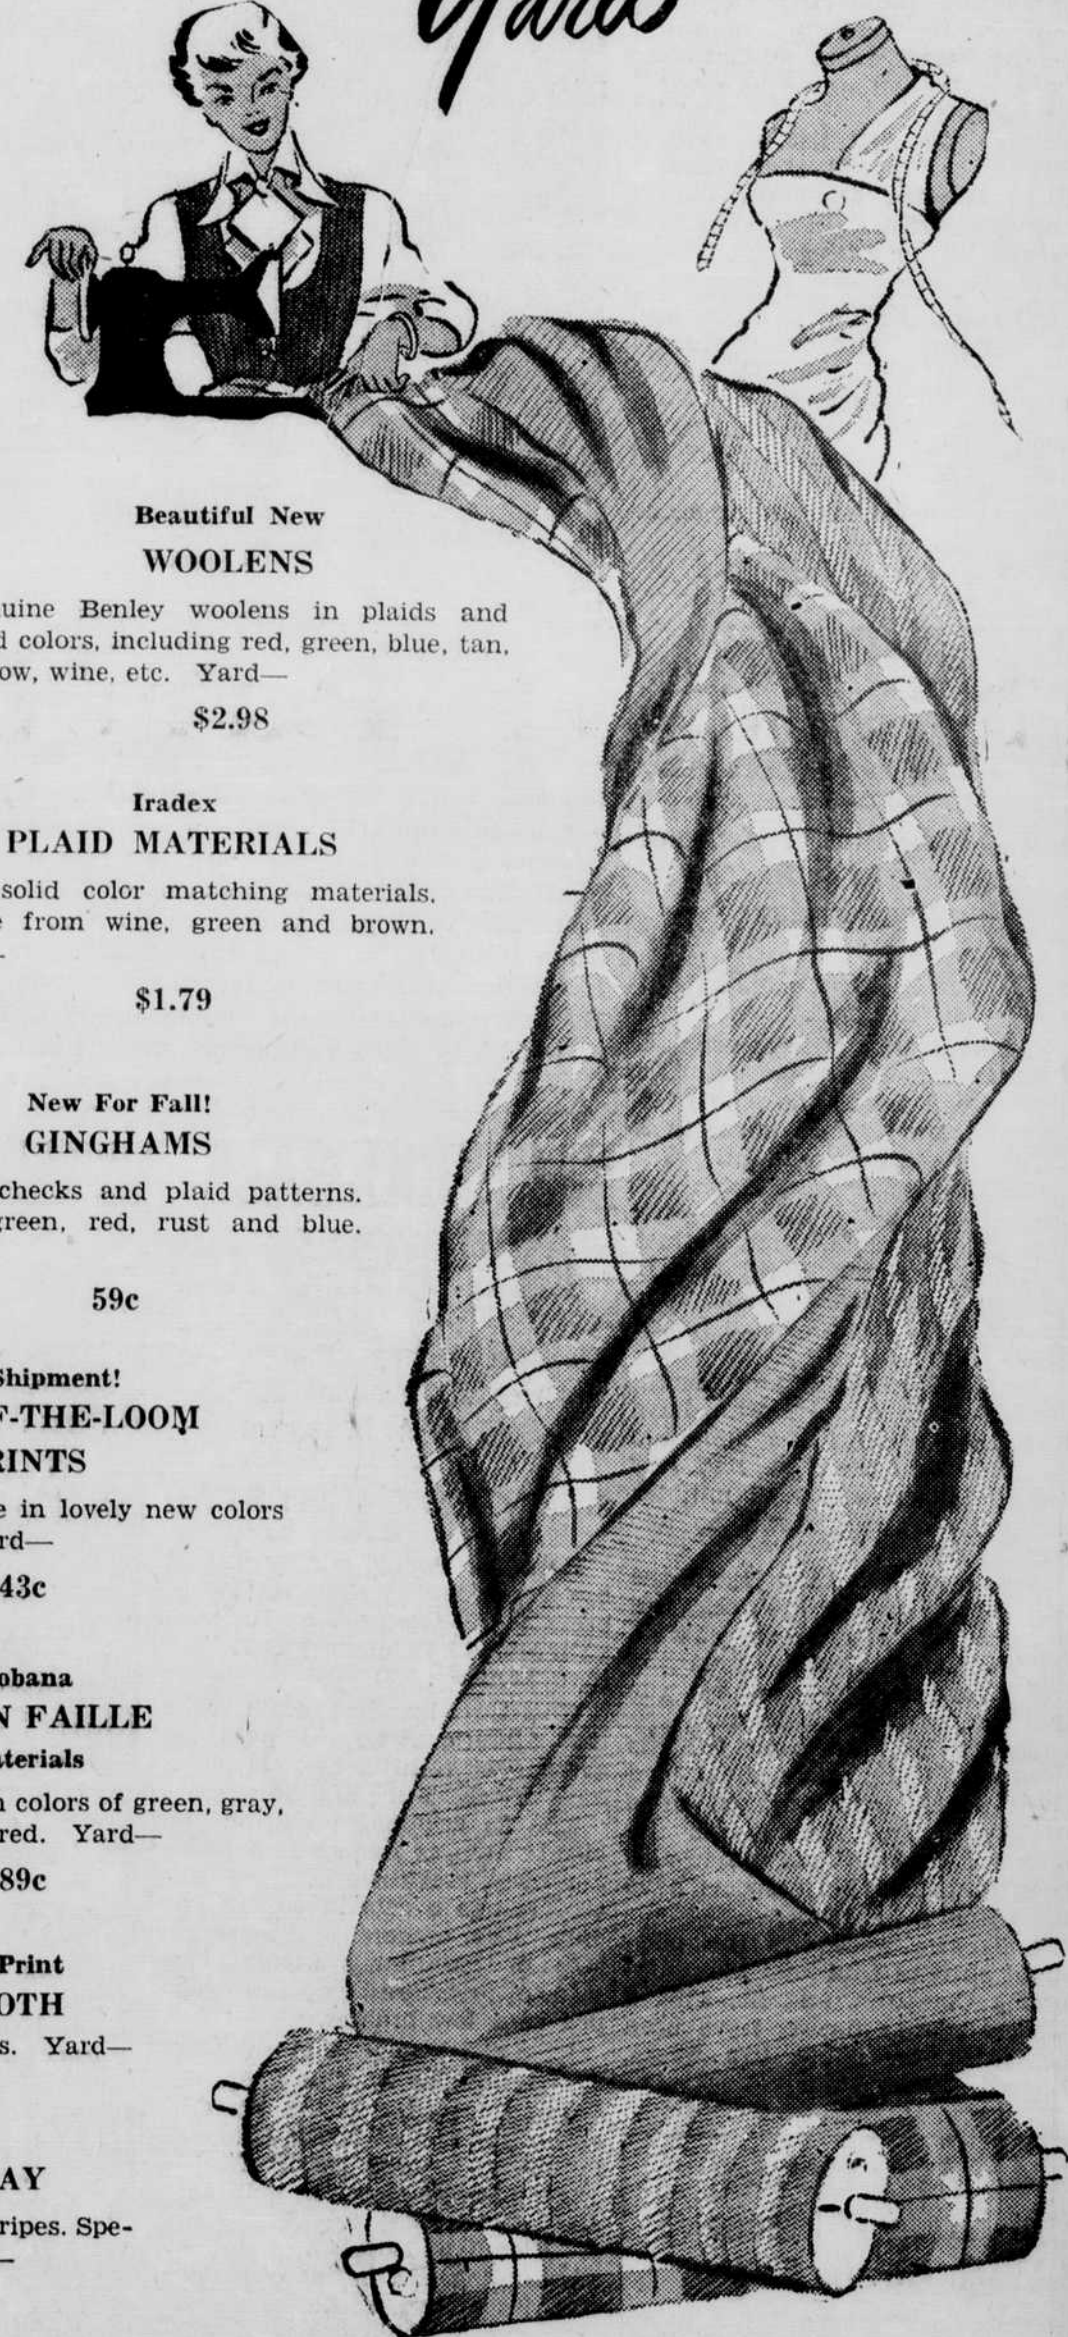 Yards
Beautiful New
WOOLENS
uine Benley woolens in plaids and
d colors, including red, green, blue, tan,
ow, wine, etc. Yard—
$2.98
Iradex
PLAID MATERIALS
solid color matching materials.
e from wine, green and brown.
—
$1.79
New For Fall!
GINGHAMS
checks and plaid patterns.
green, red, rust and blue.
59c
Shipment!
F-THE-LOOM
RINTS
e in lovely new colors
rd—
43c
obana
N FAILLE
aterials
n colors of green, gray,
red. Yard—
89c
Print
OTH
s. Yard—
AY
ripes. Spe-
—